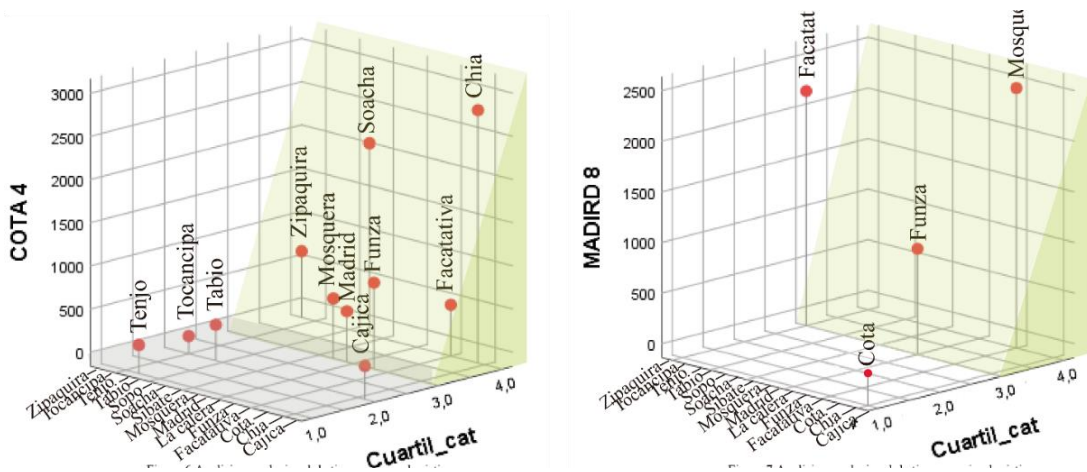 COTA 4
3000
2500
2000
1500
1000
500
0
Tenjo
Tocancipa
Tabio
Zipaquira
Mosquera
Madrid
Cajica
Soacha
Funza
Facatativa
Chia
Zipaquira
Tocancipa
Tenjo
Tabio
Sopo
Soacha
Sibate
Mosquera
Madrid
La calera
Funza
Facatativa
Cota
Chia
Cajica
1,0
2,0
3,0
4,0
Cuartil_cat
MADIRD 8
2500
2000
1500
1000
500
0
Facatat
Mosque
Funza
Cota
Zipaquira
Tocancipa
Tenjo
Tabio
Sopo
Soacha
Sibate
Mosquera
Madrid
La calera
Funza
Facatativa
Cota
Chia
Cajica
1,0
2,0
3,0
4,0
Cuartil_cat